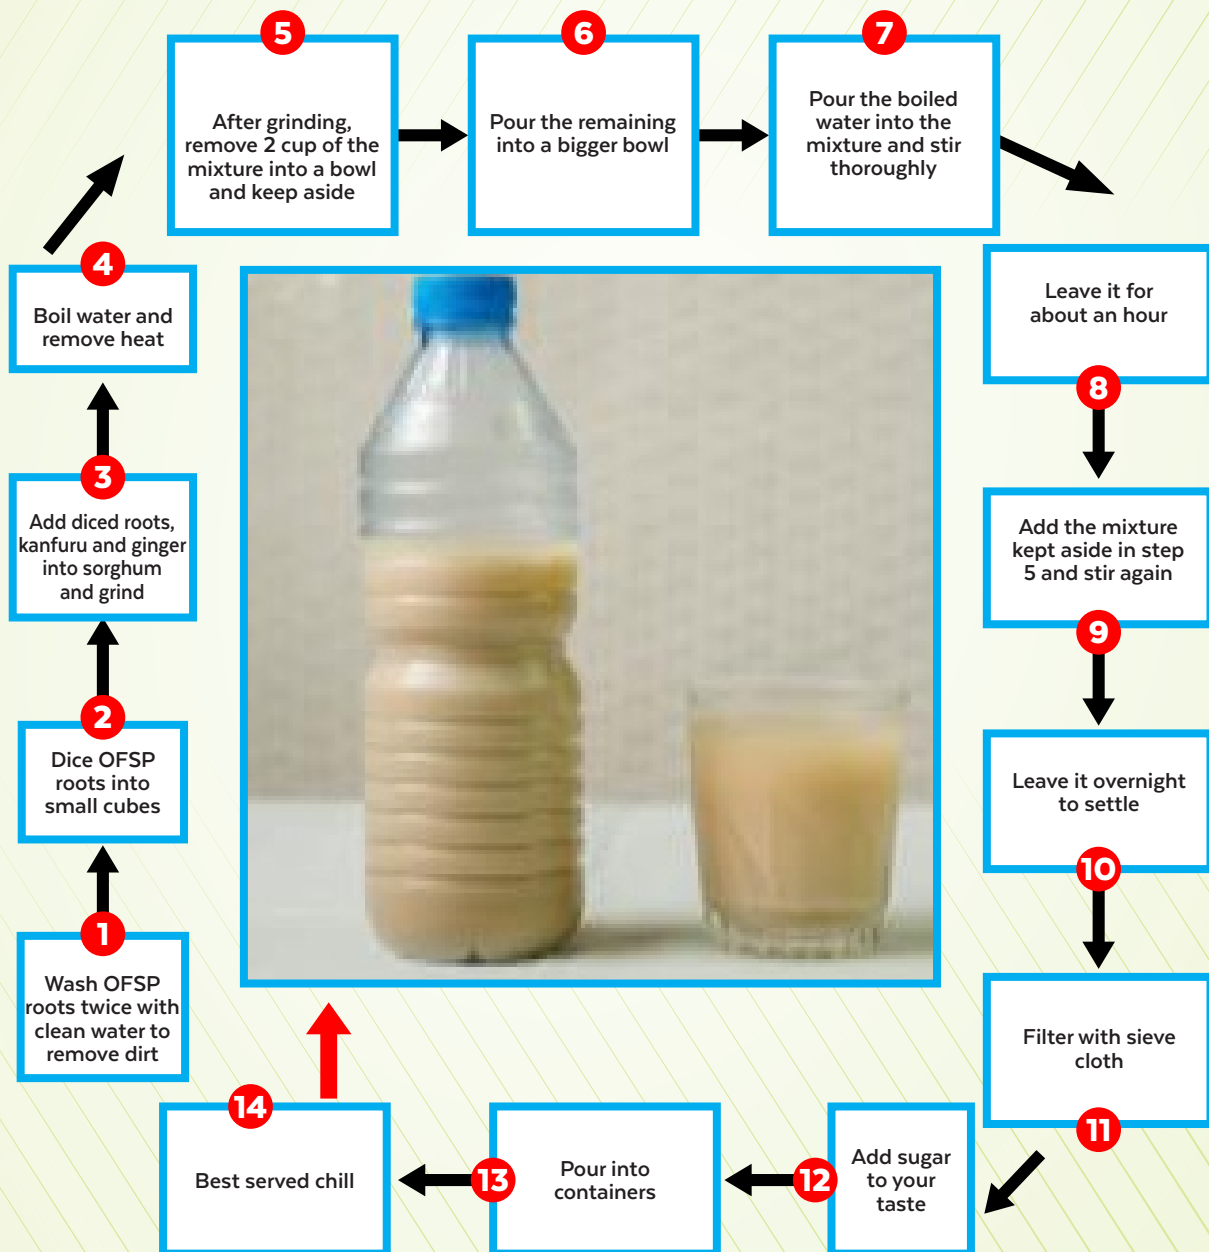 5
After grinding,
remove 2 cup of the
mixture into a bowl
and keep aside
6
Pour the remaining
into a bigger bowl
7
Pour the boiled
water into the
mixture and stir
thoroughly
4
Boil water and
remove heat
Leave it for
about an hour
8
3
Add diced roots,
kanfuru and ginger
into sorghum
and grind
Add the mixture
kept aside in step
5 and stir again
9
2
Dice OFSP
roots into
small cubes
Leave it overnight
to settle
10
1
Wash OFSP
roots twice with
clean water to
remove dirt
Filter with sieve
cloth
11
14
Best served chill
13
Pour into
containers
12
Add sugar
to your
taste